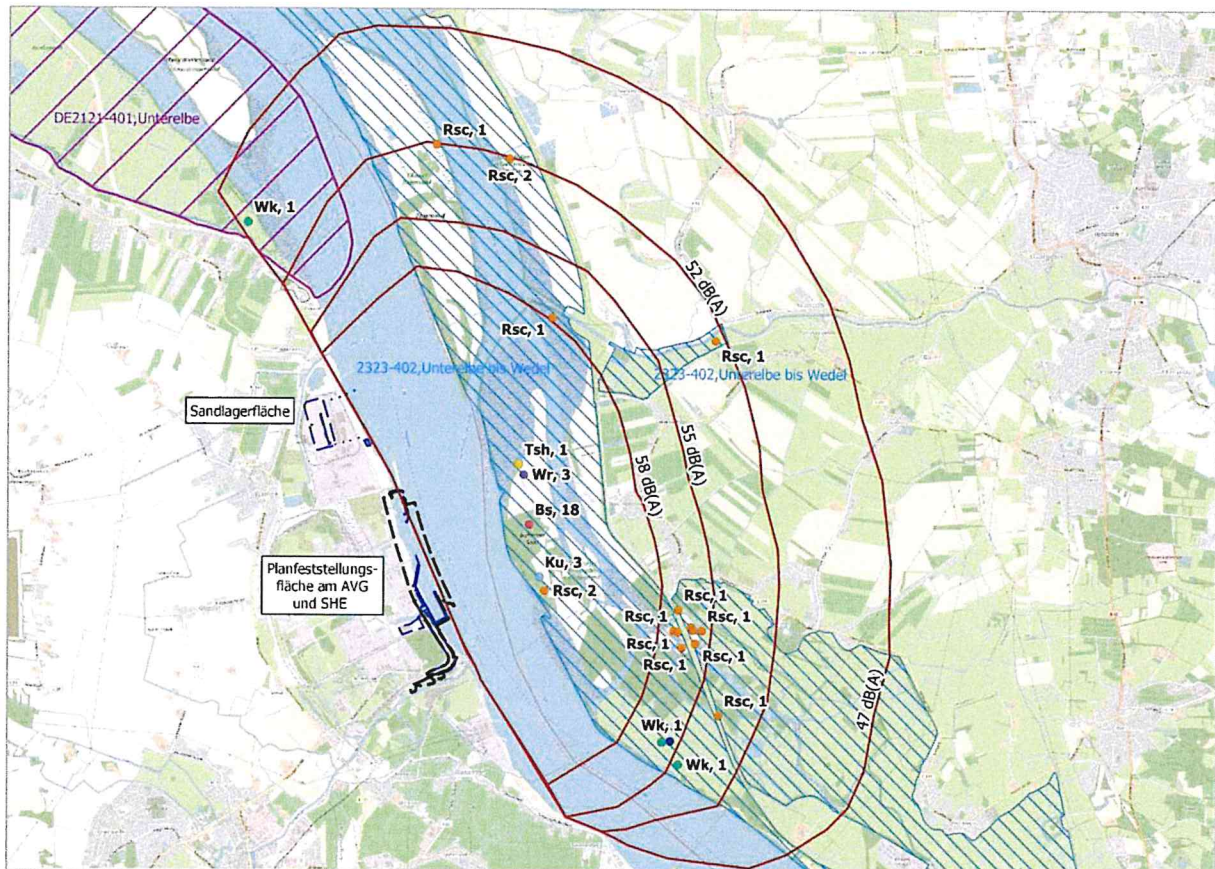 DE2121-401,Unterelbe
Rsc, 1
Rsc, 2
Wk, 1
52 dB(A)
Rsc, 1
Rsc, 1
2323-402,Unterelbe bis Wedel
2323-402,Unterelbe bis Wedel
Sandlagerfläche
55 dB(A)
58 dB(A)
Tsh, 1
Wr, 3
Bs, 18
Planfeststellungs-
fläche am AVG
und SHE
Ku, 3
Rsc, 2
Rsc, 1
Rsc, 1
Rsc, 1
Rsc, 1
Rsc, 1
Rsc, 1
Rsc, 1
47 dB(A)
Wk, 1
Wk, 1